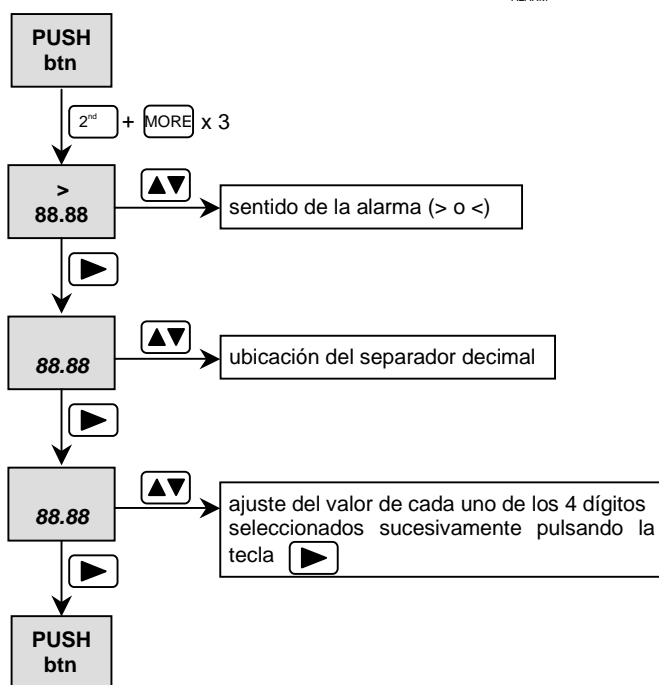 ALARM
PUSH
btn
2nd + MORE x 3
>
88.88
sentido de la alarma (> o <)
88.88
ubicación del separador decimal
88.88
ajuste del valor de cada uno de los 4 dígitos
seleccionados sucesivamente pulsando la
tecla
PUSH
btn